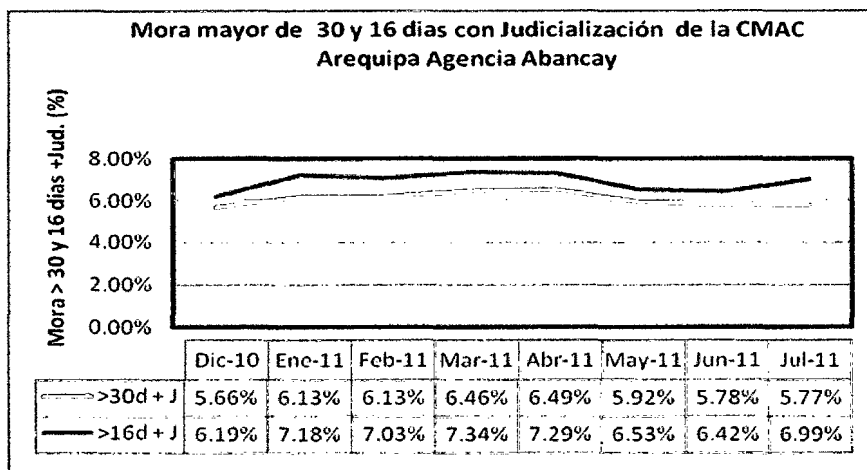 Mora mayor de 30 y 16 dias con Judicialización de la CMAC
Arequipa Agencia Abancay
Mora > 30 y 16 dias +Jud. (%)
8.00%
6.00%
4.00%
2.00%
0.00%
Dic-10 Ene-11 Feb-11 Mar-11 Abr-11 May-11 Jun-11 Jul-11
>30d + J 5.66% 6.13% 6.13% 6.46% 6.49% 5.92% 5.78% 5.77%
>16d + J 6.19% 7.18% 7.03% 7.34% 7.29% 6.53% 6.42% 6.99%